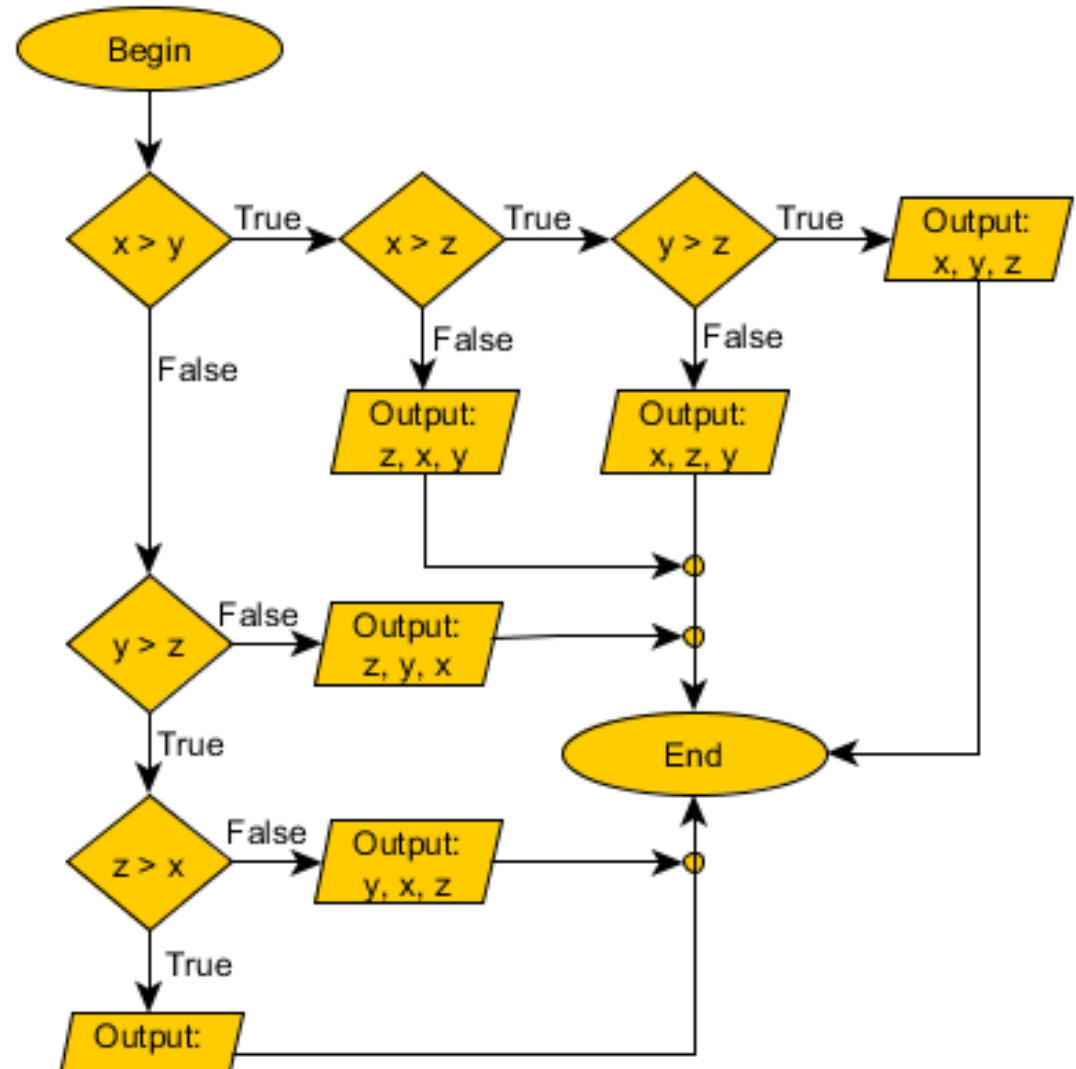 Begin
x > y
True
x > z
True
y > z
True
Output:
x, y, z
False
False
False
Output:
z, x, y
Output:
x, z, y
y > z
False
Output:
z, y, x
True
End
z > x
False
Output:
y, x, z
True
Output: